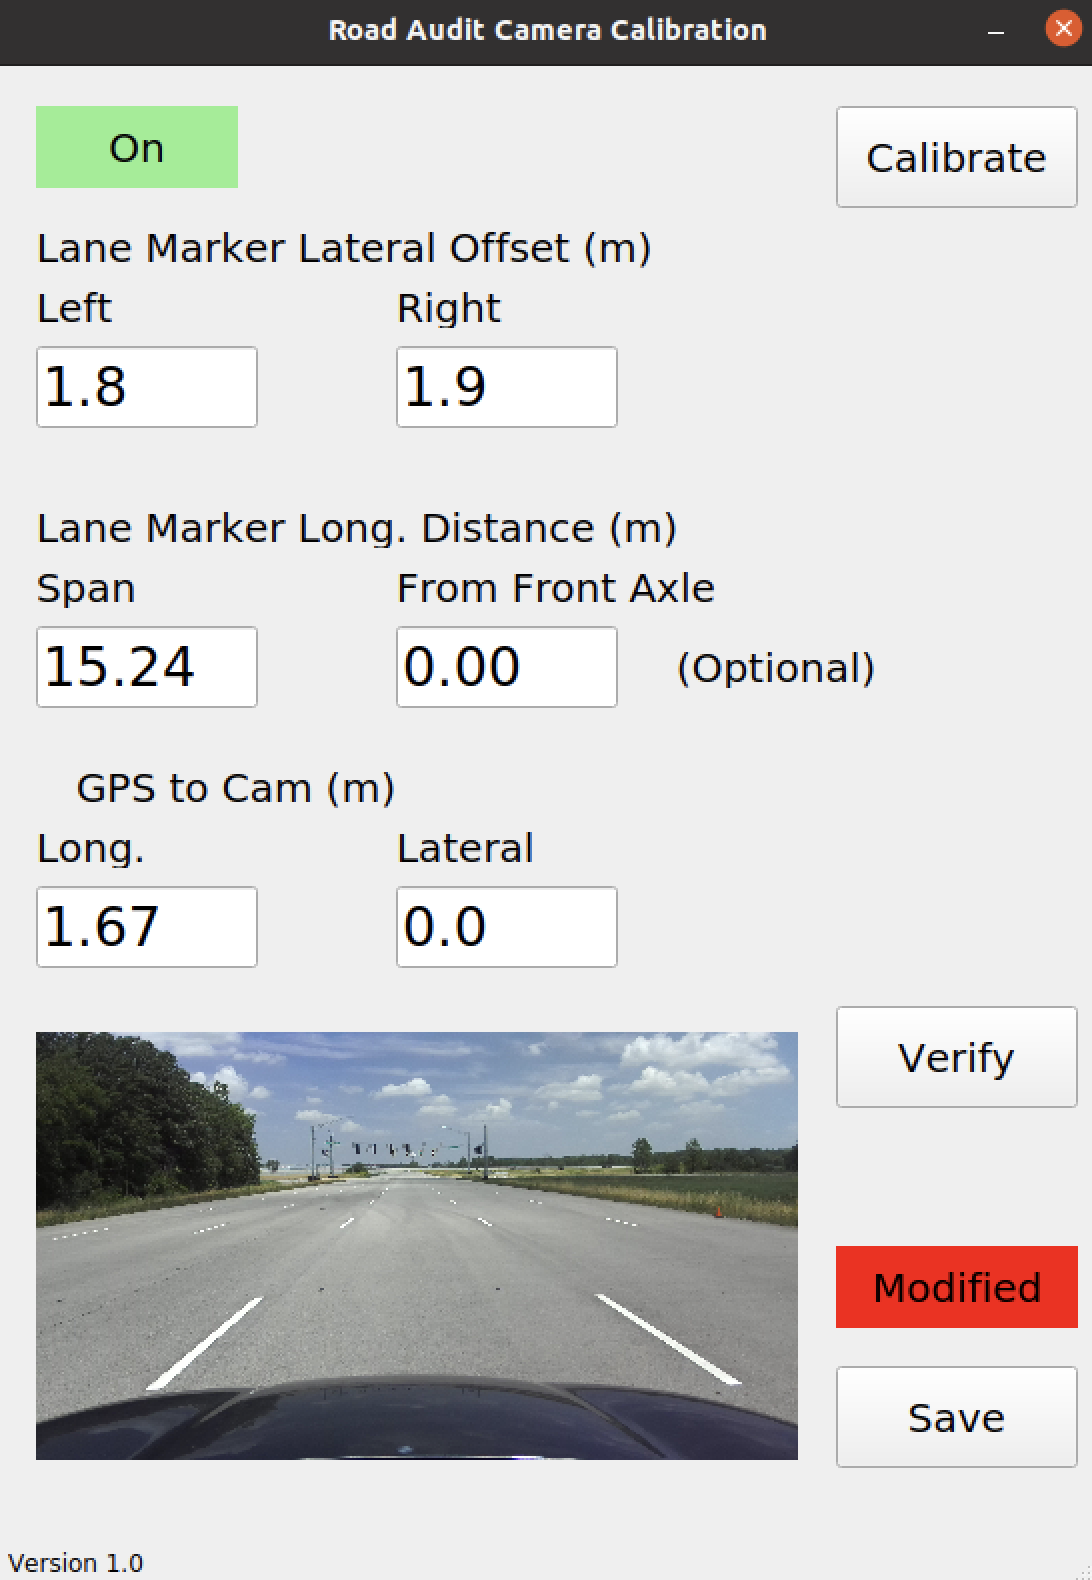 Road Audit Camera Calibration
On
Calibrate
Lane Marker Lateral Offset (m)
Left Right
1.8 1.9
Lane Marker Long. Distance (m)
Span From Front Axle
15.24 0.00 (Optional)
GPS to Cam (m)
Long. Lateral
1.67 0.0
Verify
Modified
Save
Version 1.0